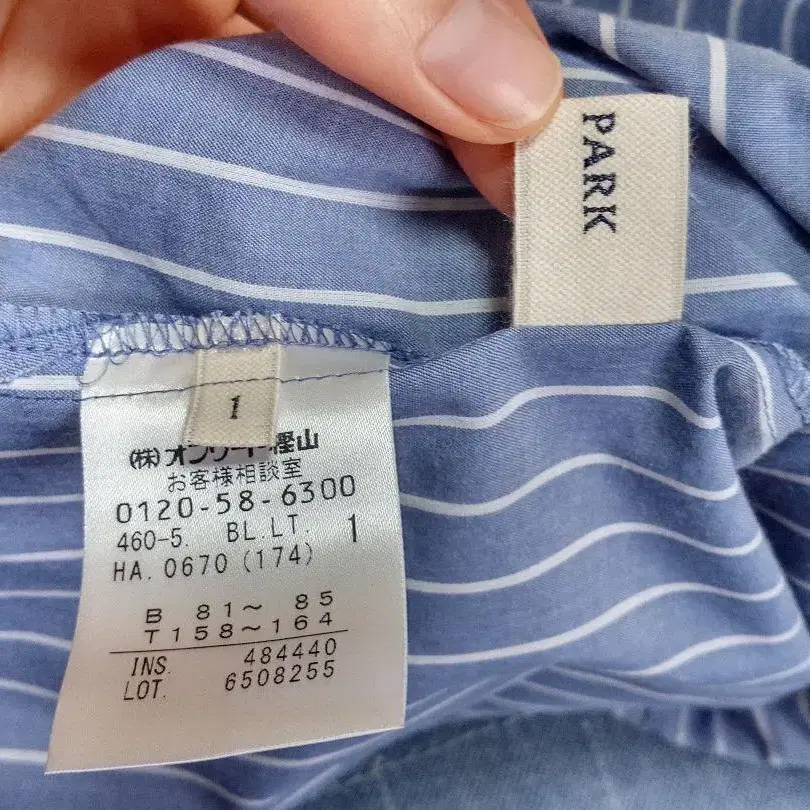 PARK
1
(株)オンワード樫山
お客様相談室
0120-58-6300
460-5. BL.LT. 1
HA.0670(174)
B 81~ 85
T 158~164
INS. 484440
LOT. 6508255